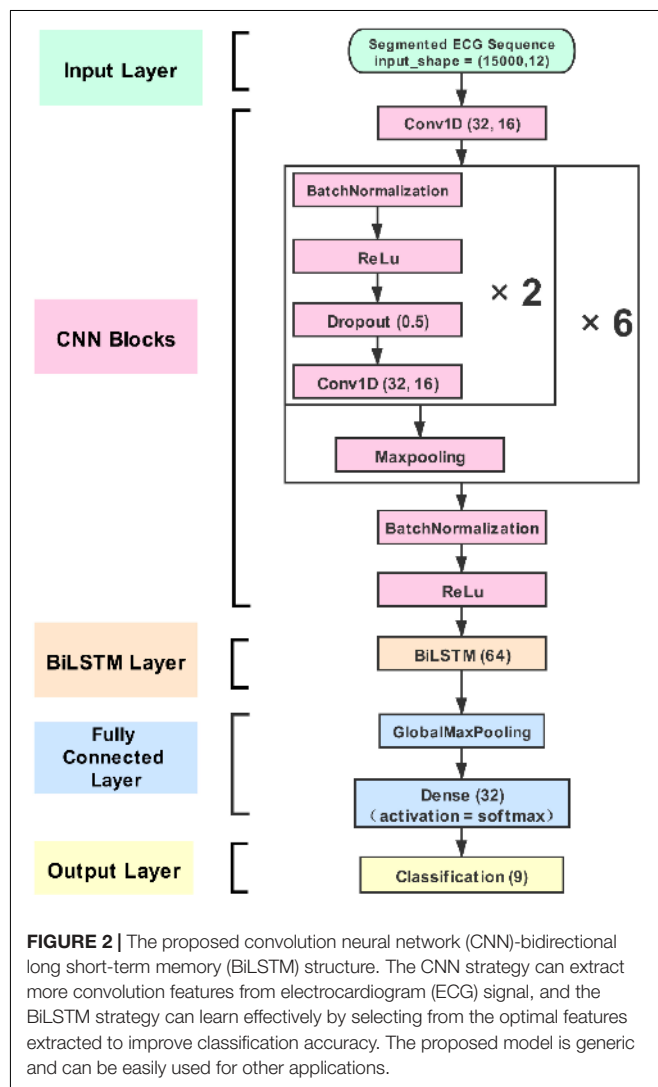 Input Layer
Segmented ECG Sequence
input_shape = (15000,12)
CNN Blocks
Conv1D (32, 16)
BatchNormalization
ReLu
Dropout (0.5)
Conv1D (32, 16)
× 2
× 6
Maxpooling
BatchNormalization
ReLu
BiLSTM Layer
BiLSTM (64)
Fully
Connected
Layer
GlobalMaxPooling
Dense (32)
(activation = softmax)
Output Layer
Classification (9)
FIGURE 2 | The proposed convolution neural network (CNN)-bidirectional
long short-term memory (BiLSTM) structure. The CNN strategy can extract
more convolution features from electrocardiogram (ECG) signal, and the
BiLSTM strategy can learn effectively by selecting from the optimal features
extracted to improve classification accuracy. The proposed model is generic
and can be easily used for other applications.